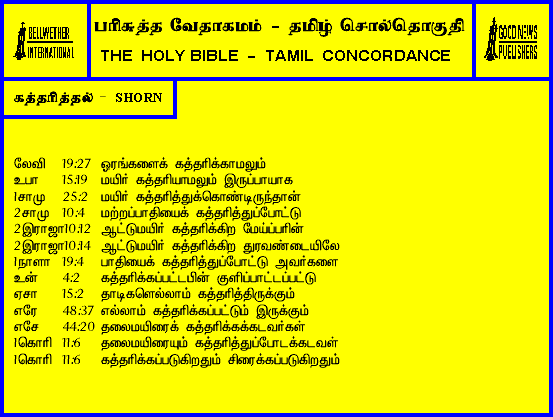 BELLWETHER INTERNATIONAL
பரிசுத்த வேதாகமம் - தமிழ் சொல்தொகுதி
THE HOLY BIBLE - TAMIL CONCORDANCE
GOOD NEWS PUBLISHERS
கத்தரித்தல் - SHORN
லேவி 19:27 ஓரங்களைக் கத்தரிக்காமலும்
உபா 15:19 மயிர் கத்தரியாமலும் இருப்பாயாக
1சாமு 25:2 மயிர் கத்தரித்துக்கொண்டிருந்தான்
2சாமு 10:4 மற்றப்பாதியைக் கத்தரித்துப்போட்டு
2இராஜா10:12 ஆட்டுமயிர் கத்தரிக்கிற மேய்ப்பரின்
2இராஜா10:14 ஆட்டுமயிர் கத்தரிக்கிற துரவண்டையிலே
1நாளா 19:4 பாதியைக் கத்தரித்துப்போட்டு அவர்களை
உன் 4:2 கத்தரிக்கப்பட்டபின் குளிப்பாட்டப்பட்டு
ஏசா 15:2 தாடிகளெல்லாம் கத்தரித்திருக்கும்
எரே 48:37 எல்லாம் கத்தரிக்கப்பட்டும் இருக்கும்
எசே 44:20 தலைமயிரைக் கத்தரிக்கக்கடவர்கள்
1கொரி 11:6 தலைமயிரையும் கத்தரித்துப்போடக்கடவள்
1கொரி 11:6 கத்தரிக்கப்படுகிறதும் சிரைக்கப்படுகிறதும்